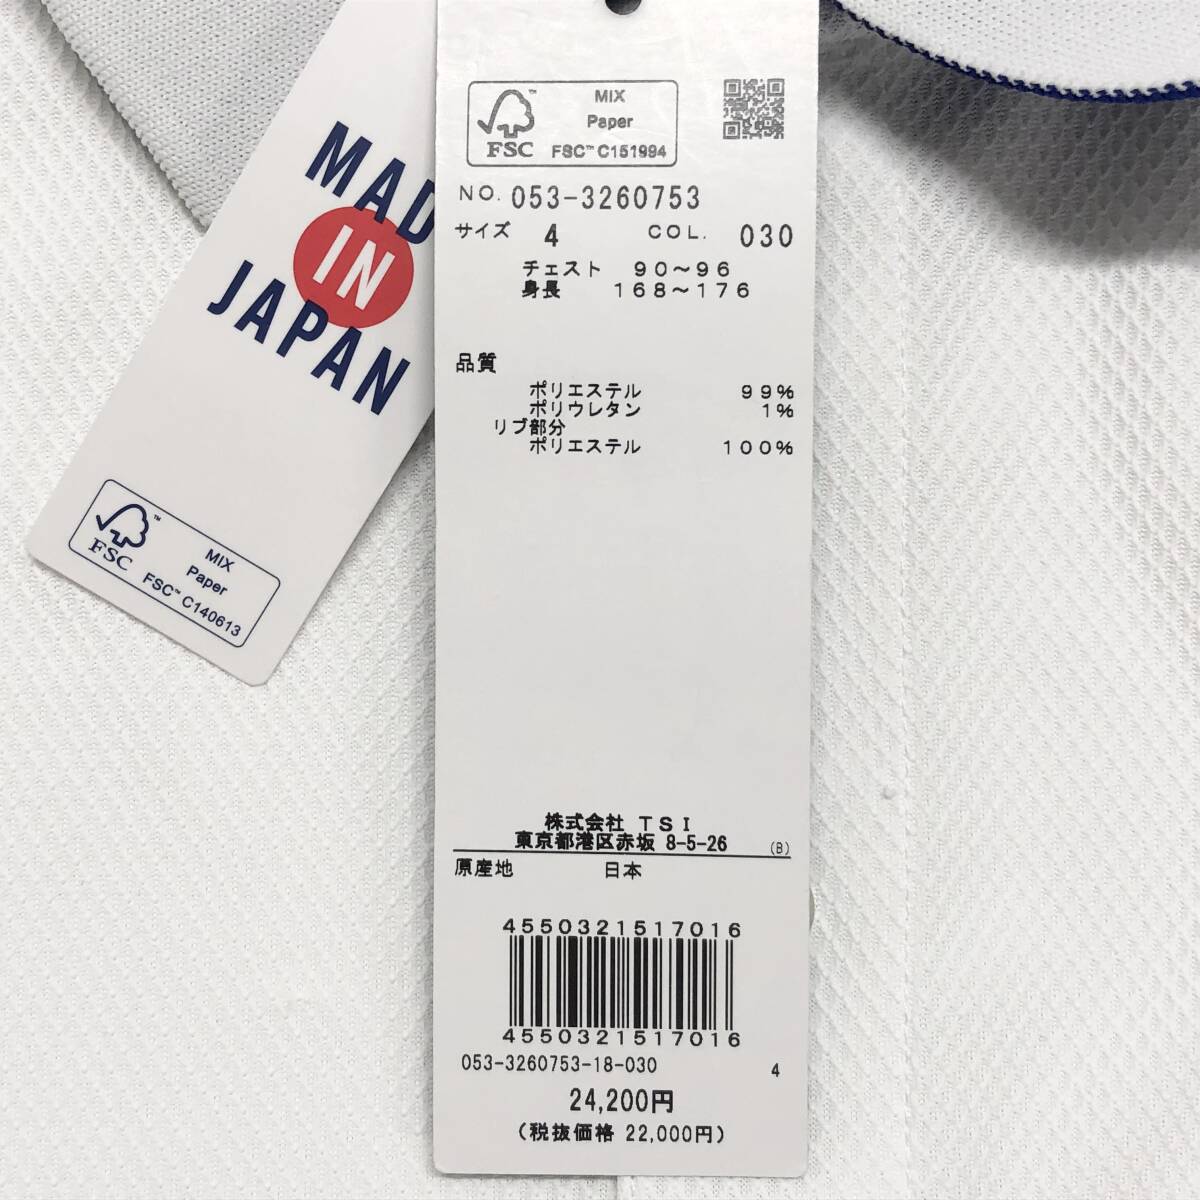 MAD
IN
JAPAN
FSC
MIX
Paper
FSC™ C140613
FSC
MIX
Paper
FSC™ C151994
NO. 053-3260753
サイズ 4 COL. 030
チェスト 90～96
身長 168～176
品質
ポリエステル 99%
ポリウレタン 1%
リブ部分
ポリエステル 100%
株式会社 TSI
東京都港区赤坂 8-5-26 (B)
原産地 日本
4550321517016
4550321517016
053-3260753-18-030 4
24,200円
(税抜価格 22,000円)